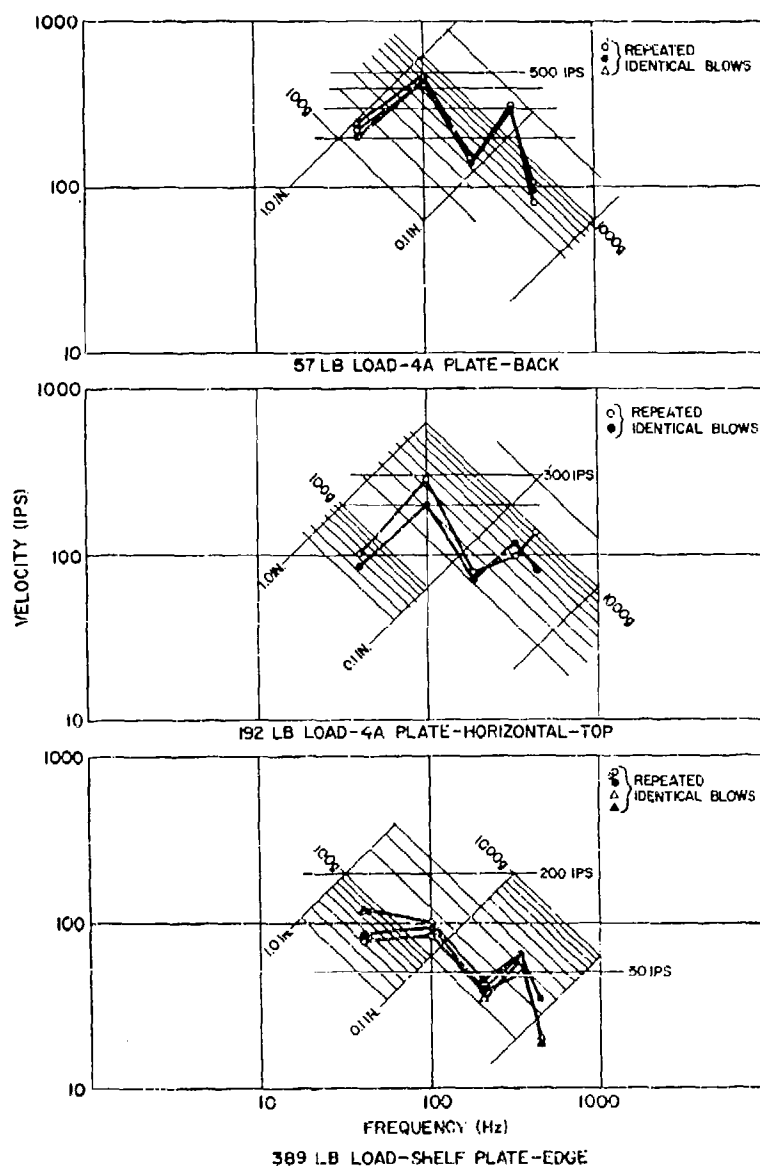 1000
500 IPS
REPEATED
IDENTICAL BLOWS
100g
100
1.0 IN.
0.1 IN.
1000g
10
57 LB LOAD-4A PLATE-BACK
1000
REPEATED
IDENTICAL BLOWS
300 IPS
100g
VELOCITY (IPS)
100
1.0 IN.
1000g
0.1 IN.
10
192 LB LOAD-4A PLATE-HORIZONTAL-TOP
1000
REPEATED
IDENTICAL BLOWS
100g
1000g
200 IPS
100
1.0 IN.
50 IPS
0.1 IN.
10
10 100 1000
FREQUENCY (Hz)
389 LB LOAD-SHELF PLATE-EDGE